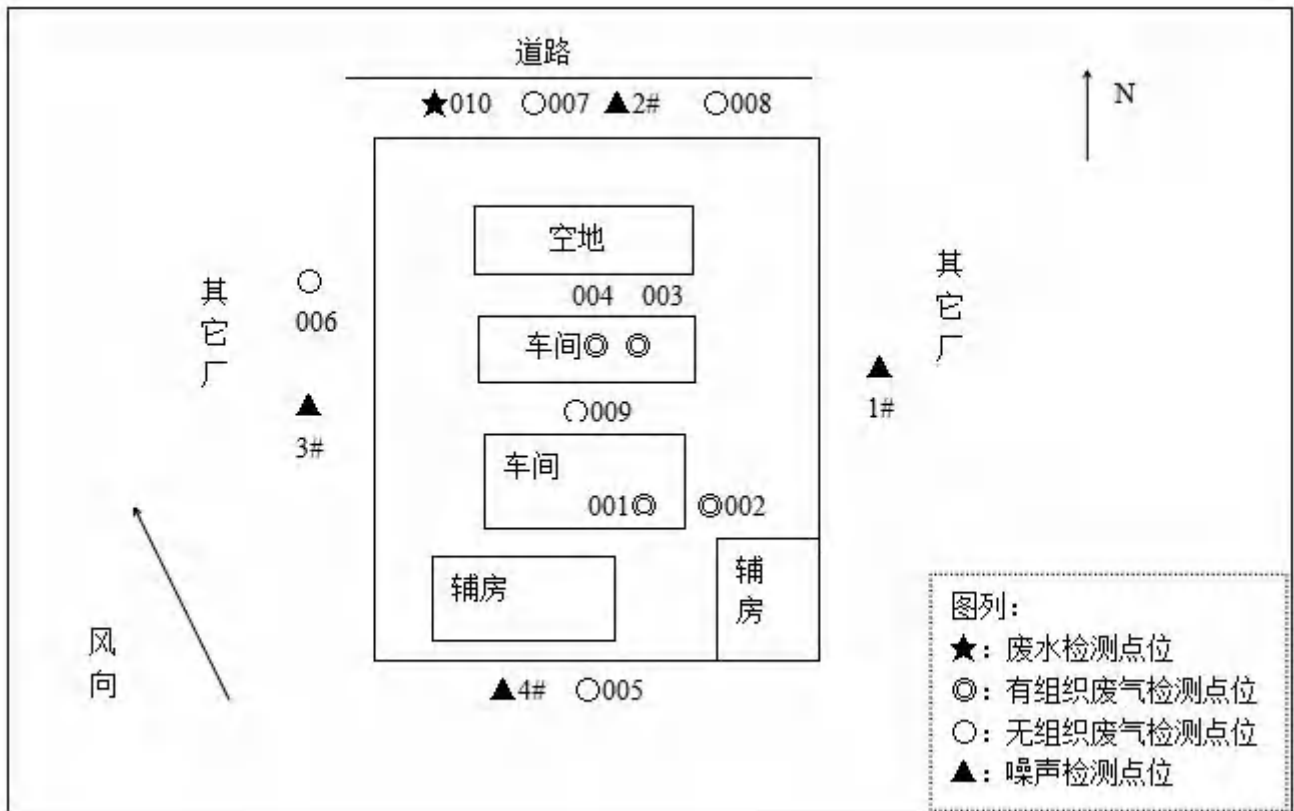 道路
★010 ○007 ▲2# ○008
N
空地
004 003
其它厂
006
其它厂
车间◎ ◎
1#
○009
3#
车间
001◎ ◎002
辅房
辅房
风向
▲4# ○005
图列：
★：废水检测点位
◎：有组织废气检测点位
○：无组织废气检测点位
▲：噪声检测点位